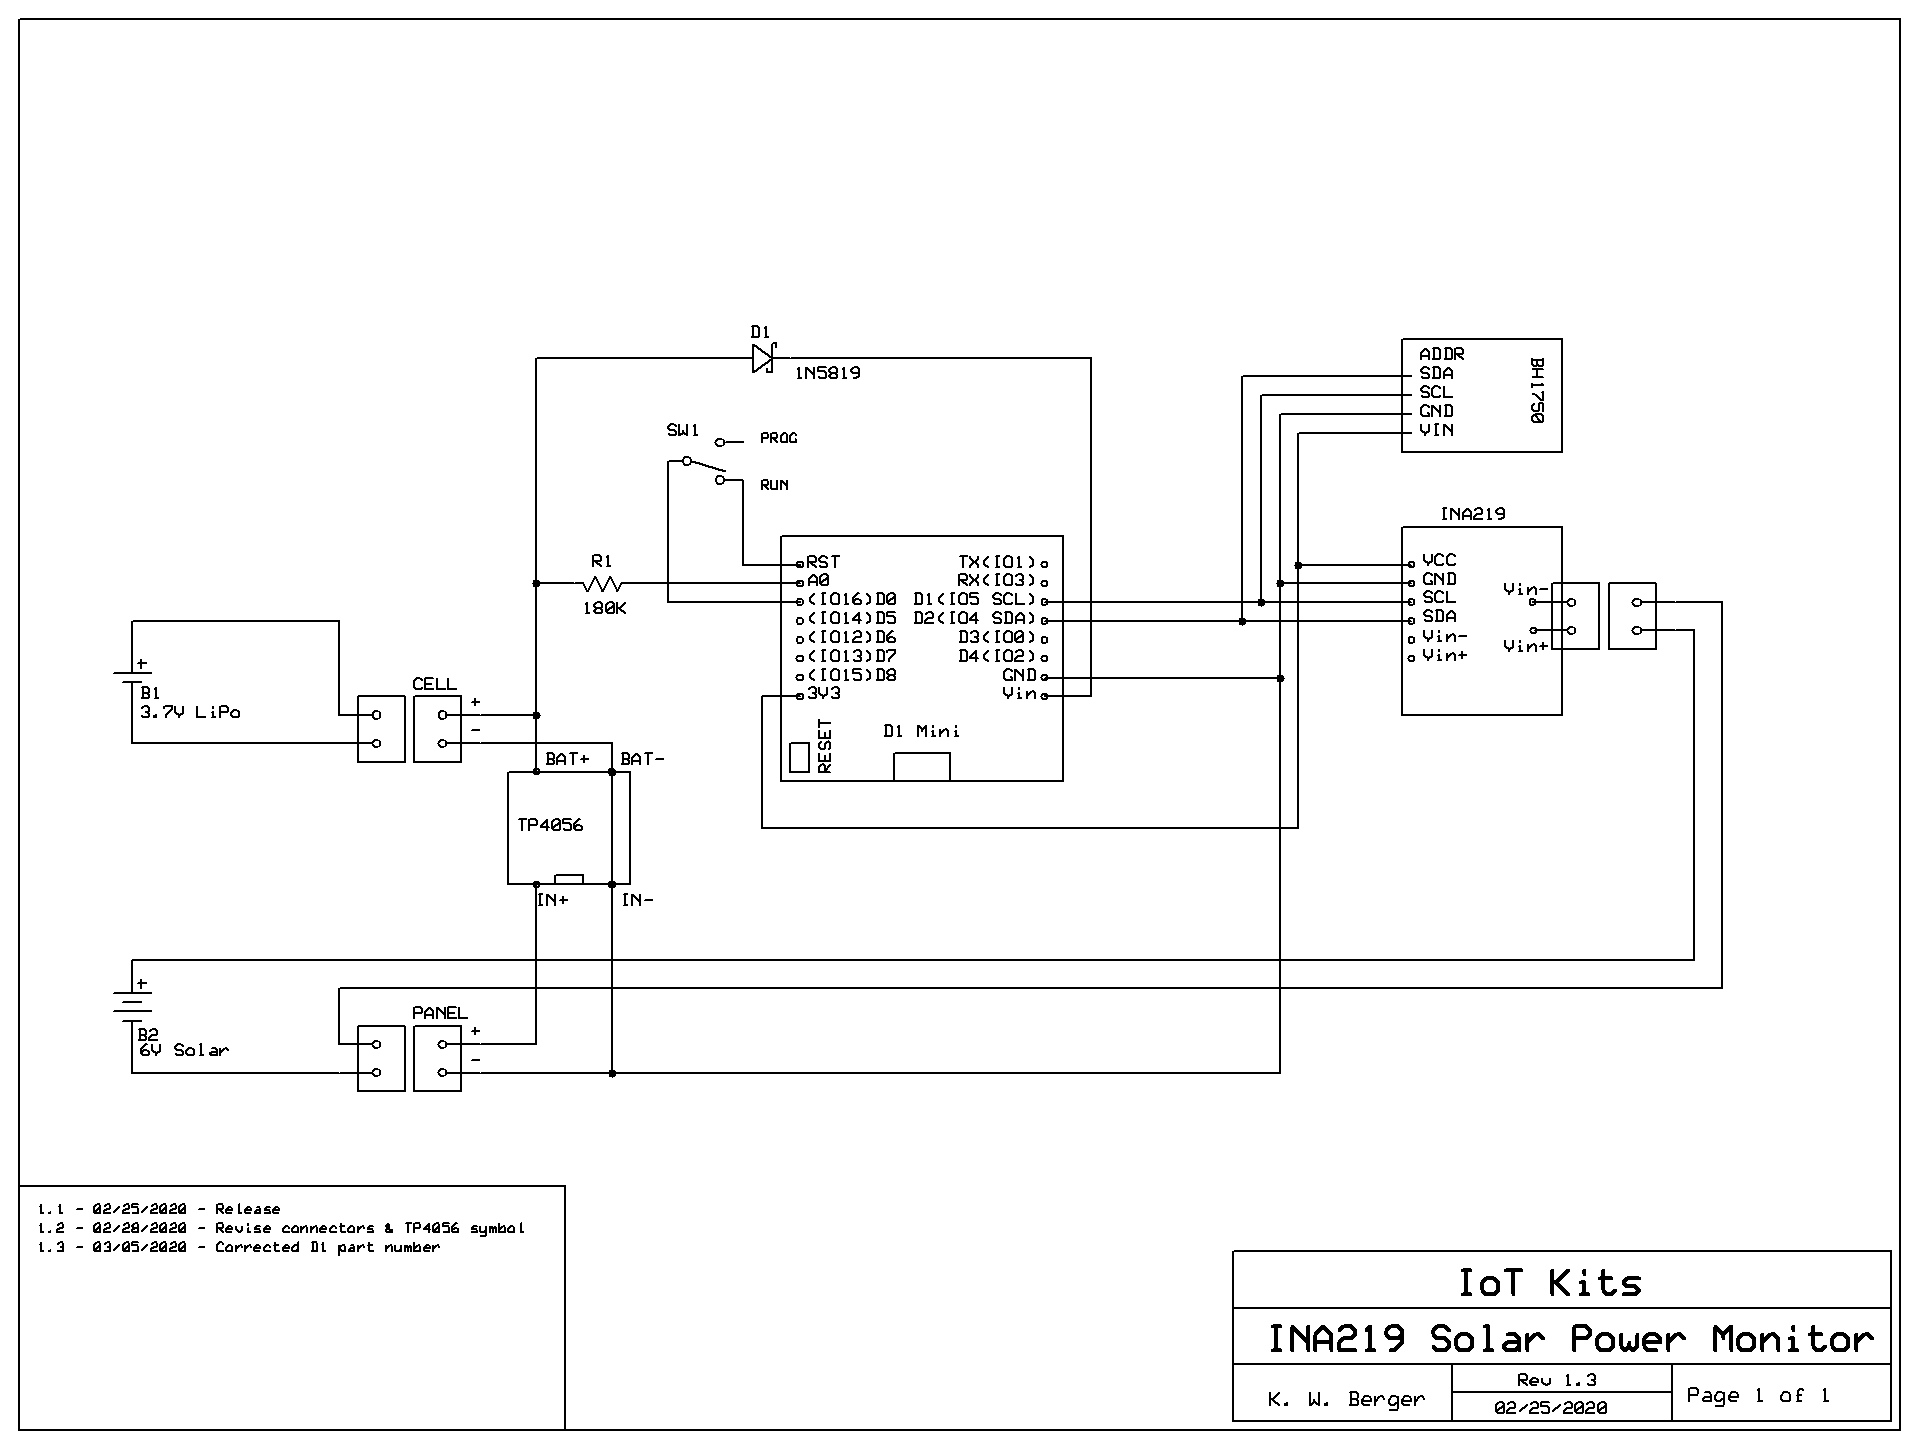 D1
1N5819
SW1
PROG
RUN
ADDR
SDA
SCL
GND
VIN
BH1750
R1
180K
RST
A0
(IO16)D0
(IO14)D5
(IO12)D6
(IO13)D7
(IO15)D8
3V3
TX(IO1)
RX(IO3)
D1(IO5 SCL)
D2(IO4 SDA)
D3(IO0)
D4(IO2)
GND
Vin
RESET
D1 Mini
INA219
VCC
GND
SCL
SDA
Vin-
Vin+
Vin-
Vin+
+
B1
3.7V LiPo
CELL
+
-
BAT+ BAT-
TP4056
IN+ IN-
+
B2
6V Solar
PANEL
+
-
1.1 - 02/25/2020 - Release
1.2 - 02/28/2020 - Revise connectors & TP4056 symbol
1.3 - 03/05/2020 - Corrected D1 part number
IoT Kits
INA219 Solar Power Monitor
K. W. Berger
Rev 1.3
02/25/2020
Page 1 of 1